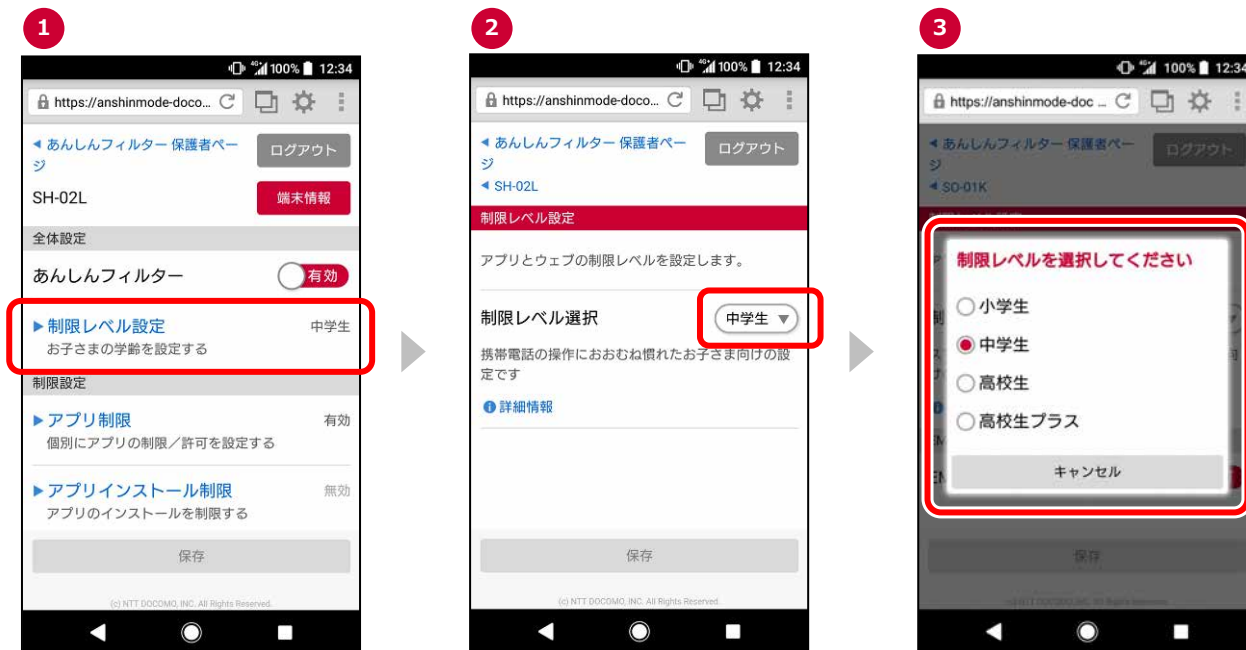 1
100% 12:34
https://anshinmode-doco...
あんしんフィルター 保護者ペー
ジ
ログアウト
SH-02L
端末情報
全体設定
あんしんフィルター
有効
制限レベル設定
中学生
お子さまの学齢を設定する
制限設定
アプリ制限
有効
個別にアプリの制限／許可を設定する
アプリインストール制限
無効
アプリのインストールを制限する
保存
(c) NTT DOCOMO, INC. All Rights Reserved.
2
100% 12:34
https://anshinmode-doco...
あんしんフィルター 保護者ペー
ジ
ログアウト
SH-02L
制限レベル設定
アプリとウェブの制限レベルを設定します。
制限レベル選択
中学生 ▼
携帯電話の操作におおむね慣れたお子さま向けの設
定です
詳細情報
保存
(c) NTT DOCOMO, INC. All Rights Reserved.
3
100% 12:34
https://anshinmode-doc ...
あんしんフィルター 保護者ペー
ジ
ログアウト
SO-01K
制限レベルを選択してください
小学生
中学生
高校生
高校生プラス
キャンセル
保存